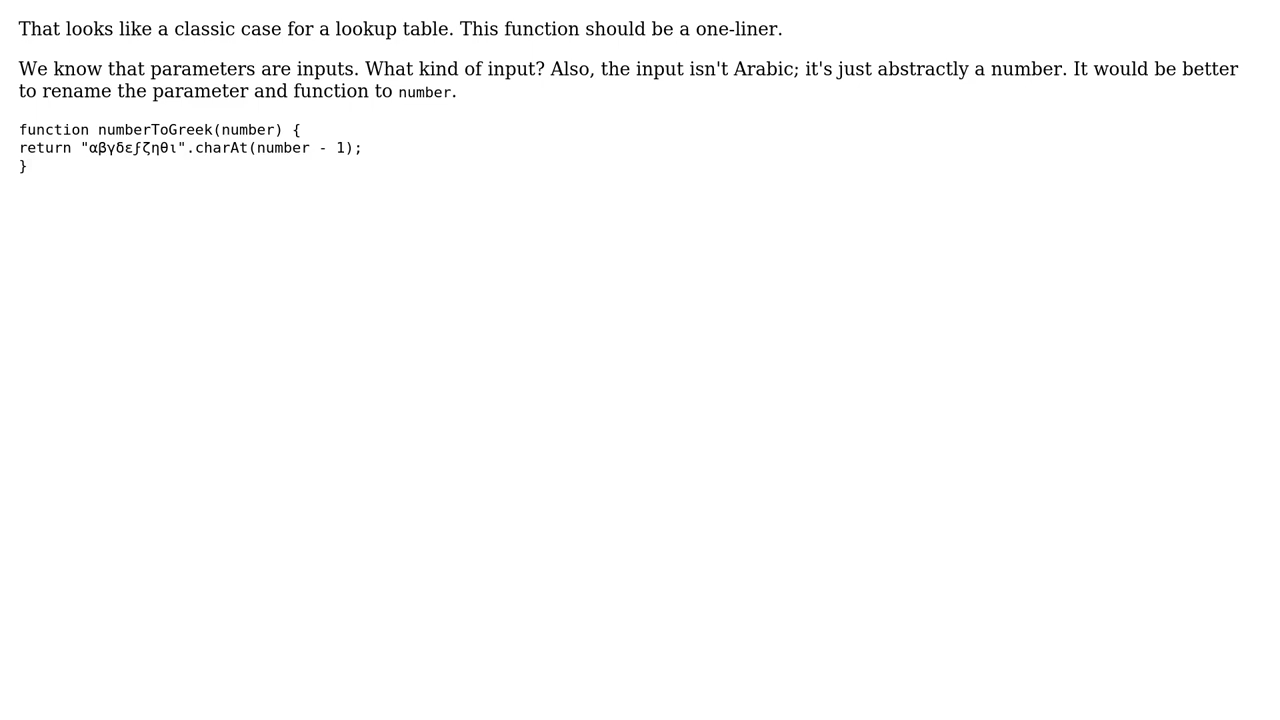 That looks like a classic case for a lookup table. This function should be a one-liner.
We know that parameters are inputs. What kind of input? Also, the input isn't Arabic; it's just abstractly a number. It would be better
to rename the parameter and function to number.
function numberToGreek(number) {
return "αβγδεƒζηθι".charAt(number - 1);
}